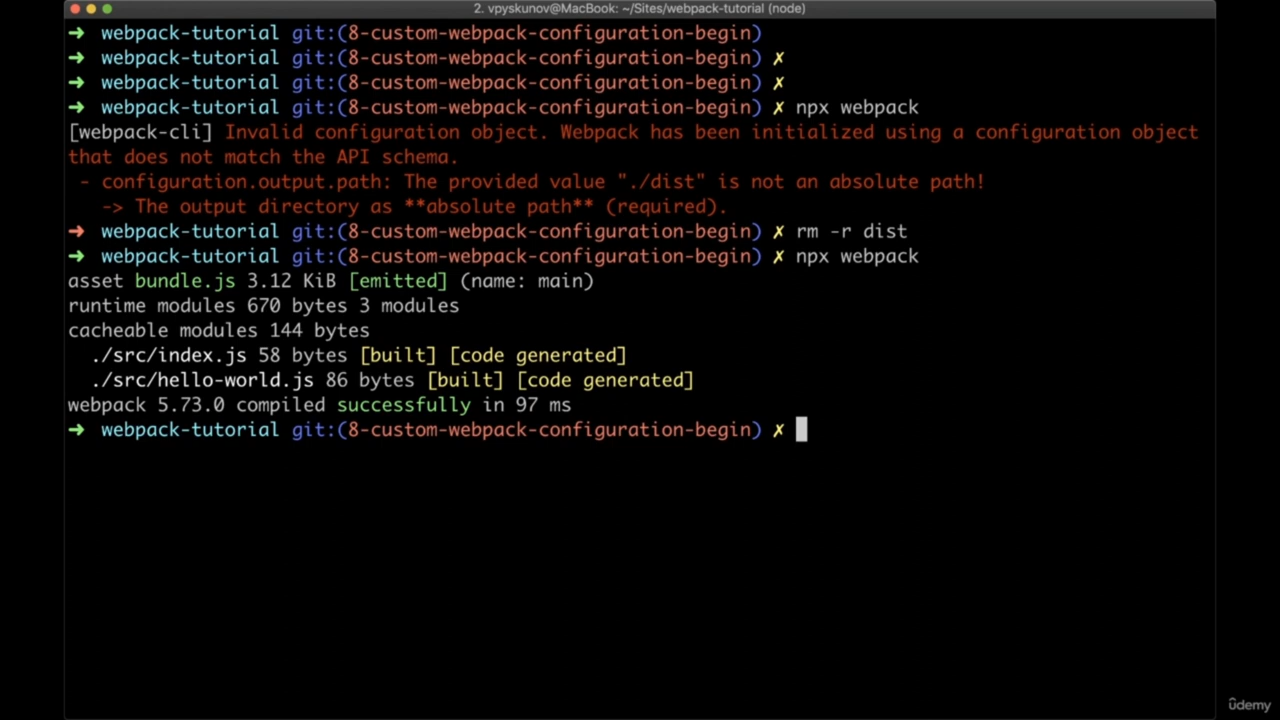 2. vpyskunov@MacBook: ~/Sites/webpack-tutorial (node)
➜ webpack-tutorial git:(8-custom-webpack-configuration-begin)
➜ webpack-tutorial git:(8-custom-webpack-configuration-begin) ✗
➜ webpack-tutorial git:(8-custom-webpack-configuration-begin) ✗
➜ webpack-tutorial git:(8-custom-webpack-configuration-begin) ✗ npx webpack
[webpack-cli] Invalid configuration object. Webpack has been initialized using a configuration object
that does not match the API schema.
- configuration.output.path: The provided value "./dist" is not an absolute path!
-> The output directory as **absolute path** (required).
➜ webpack-tutorial git:(8-custom-webpack-configuration-begin) ✗ rm -r dist
➜ webpack-tutorial git:(8-custom-webpack-configuration-begin) ✗ npx webpack
asset bundle.js 3.12 KiB [emitted] (name: main)
runtime modules 670 bytes 3 modules
cacheable modules 144 bytes
./src/index.js 58 bytes [built] [code generated]
./src/hello-world.js 86 bytes [built] [code generated]
webpack 5.73.0 compiled successfully in 97 ms
➜ webpack-tutorial git:(8-custom-webpack-configuration-begin) ✗
ûdemy